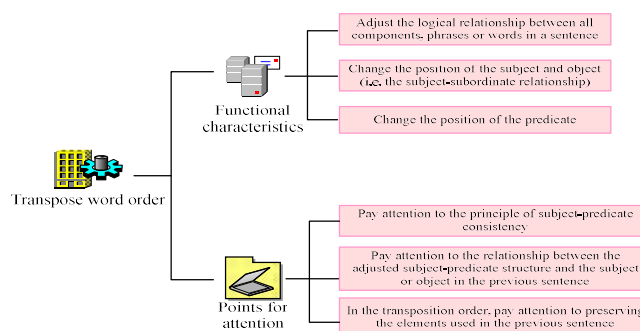 Adjust the logical relationship between all
components, phrases or words in a sentence
Change the position of the subject and object
(i.e. the subject-subordinate relationship)
Functional
characteristics
Change the position of the predicate
Transpose word order
Pay attention to the principle of subject-predicate
consistency
Pay attention to the relationship between the
adjusted subject-predicate structure and the subject
or object in the previous sentence
Points for
attention
In the transposition order, pay attention to preserving
the elements used in the previous sentence